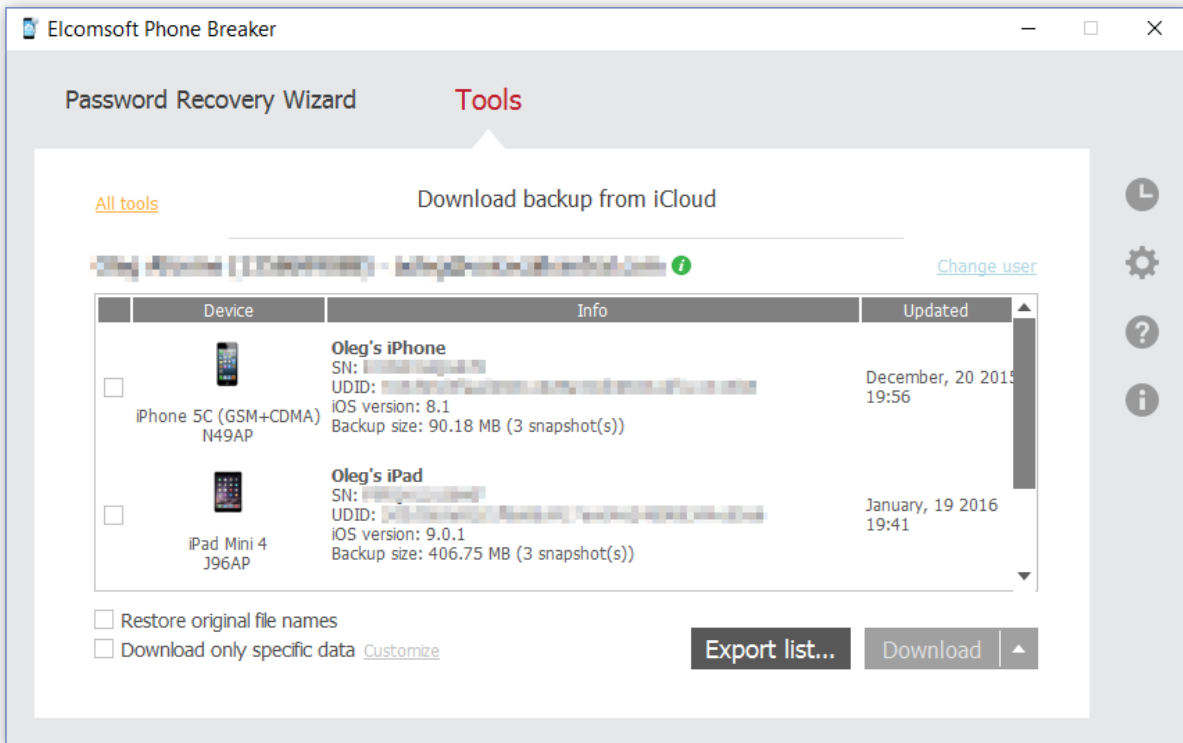 Elcomsoft Phone Breaker
Password Recovery Wizard
Tools
All tools
Download backup from iCloud
Change user
Device
Info
Updated
Oleg's iPhone
SN:
UDID:
iOS version: 8.1
Backup size: 90.18 MB (3 snapshot(s))
iPhone 5C (GSM+CDMA)
N49AP
December, 20 2015
19:56
Oleg's iPad
SN:
UDID:
iOS version: 9.0.1
Backup size: 406.75 MB (3 snapshot(s))
iPad Mini 4
J96AP
January, 19 2016
19:41
Restore original file names
Download only specific data Customize
Export list...
Download